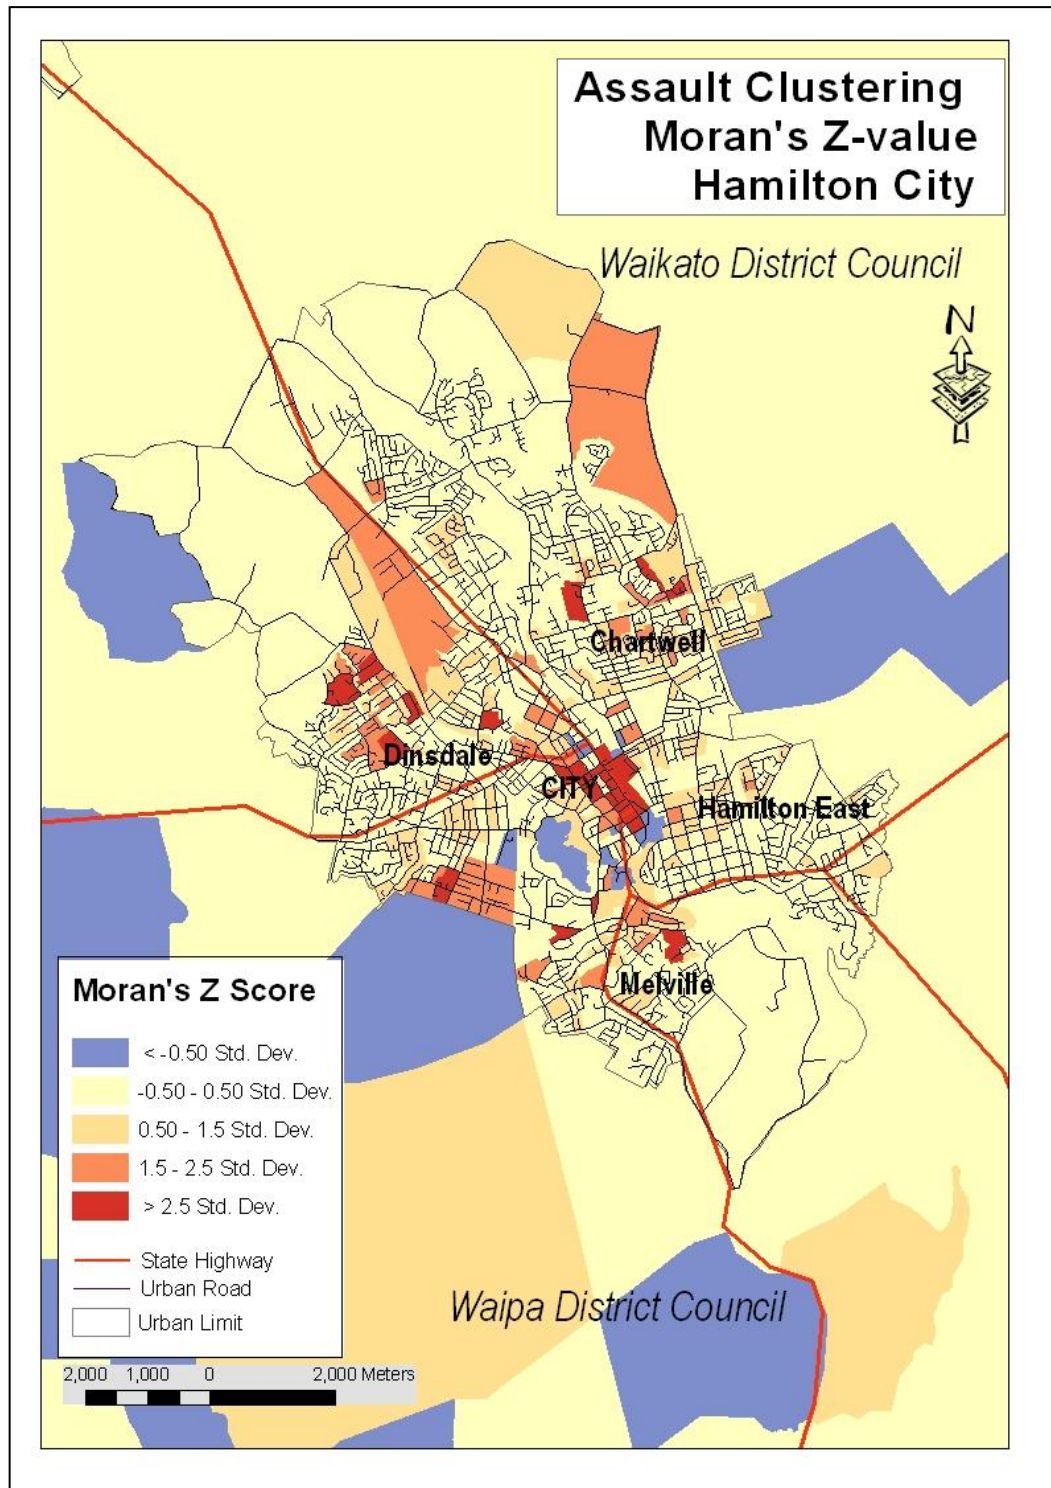 Assault Clustering
Moran's Z-value
Hamilton City
Waikato District Council
N
Chartwell
Dinsdale
CITY
Hamilton East
Melville
Moran's Z Score
< -0.50 Std. Dev.
-0.50 - 0.50 Std. Dev.
0.50 - 1.5 Std. Dev.
1.5 - 2.5 Std. Dev.
> 2.5 Std. Dev.
State Highway
Urban Road
Urban Limit
Waipa District Council
2,000 1,000 0 2,000 Meters